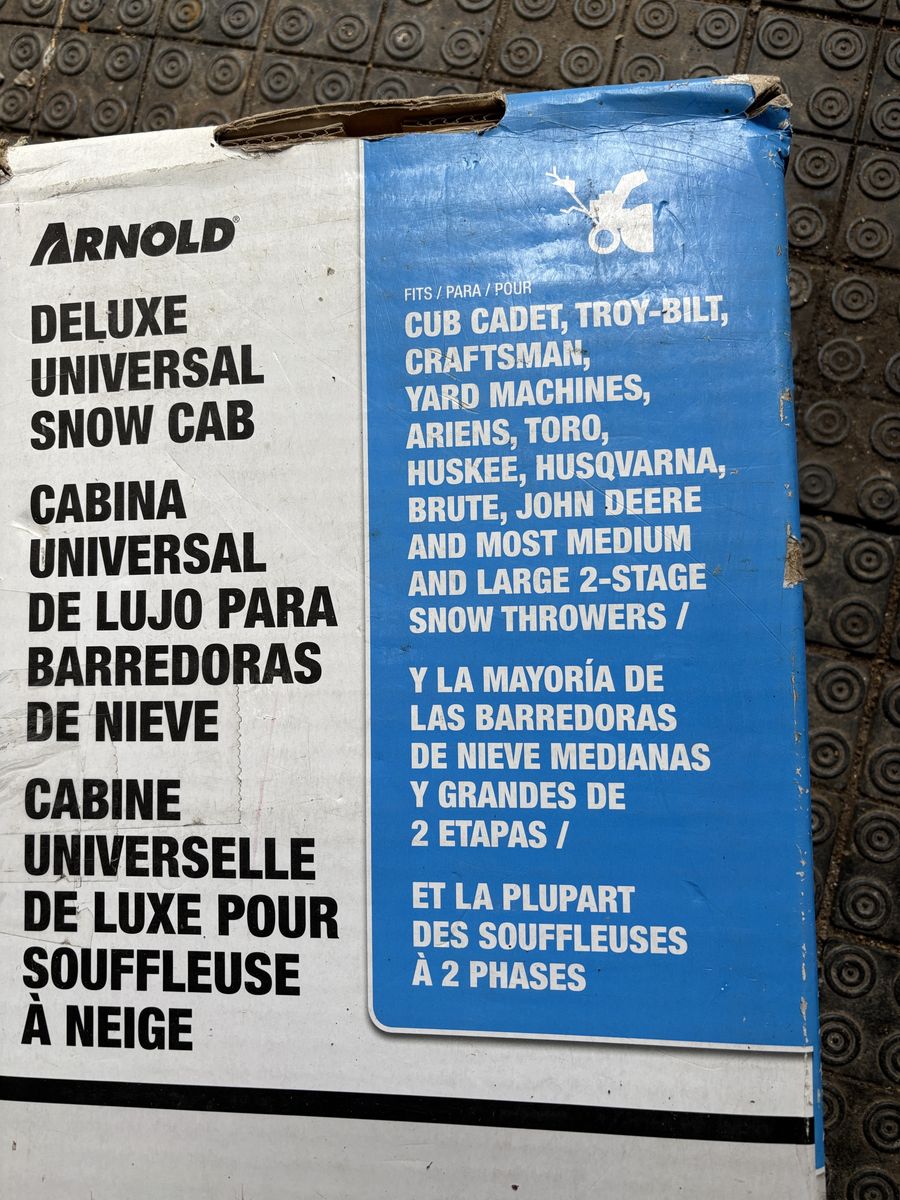 ARNOLD®
DELUXE
UNIVERSAL
SNOW CAB
CABINA
UNIVERSAL
DE LUJO PARA
BARREDORAS
DE NIEVE
CABINE
UNIVERSELLE
DE LUXE POUR
SOUFFLEUSE
À NEIGE
FITS / PARA / POUR
CUB CADET, TROY-BILT,
CRAFTSMAN,
YARD MACHINES,
ARIENS, TORO,
HUSKEE, HUSQVARNA,
BRUTE, JOHN DEERE
AND MOST MEDIUM
AND LARGE 2-STAGE
SNOW THROWERS /
Y LA MAYORÍA DE
LAS BARREDORAS
DE NIEVE MEDIANAS
Y GRANDES DE
2 ETAPAS /
ET LA PLUPART
DES SOUFFLEUSES
À 2 PHASES